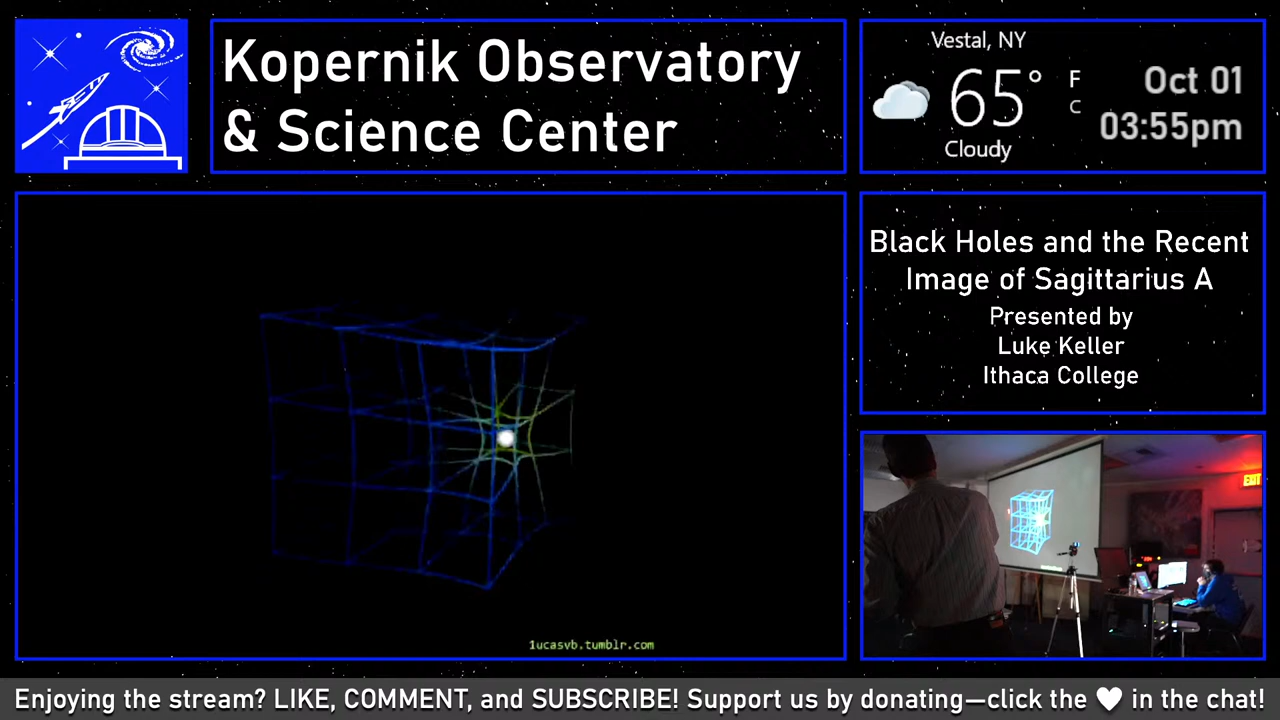 Kopernik Observatory
& Science Center
Vestal, NY
65° F
C
Cloudy
Oct 01
03:55pm
Black Holes and the Recent
Image of Sagittarius A
Presented by
Luke Keller
Ithaca College
EXIT
1ucasvb.tumblr.com
Enjoying the stream? LIKE, COMMENT, and SUBSCRIBE! Support us by donating—click the ♥ in the chat!